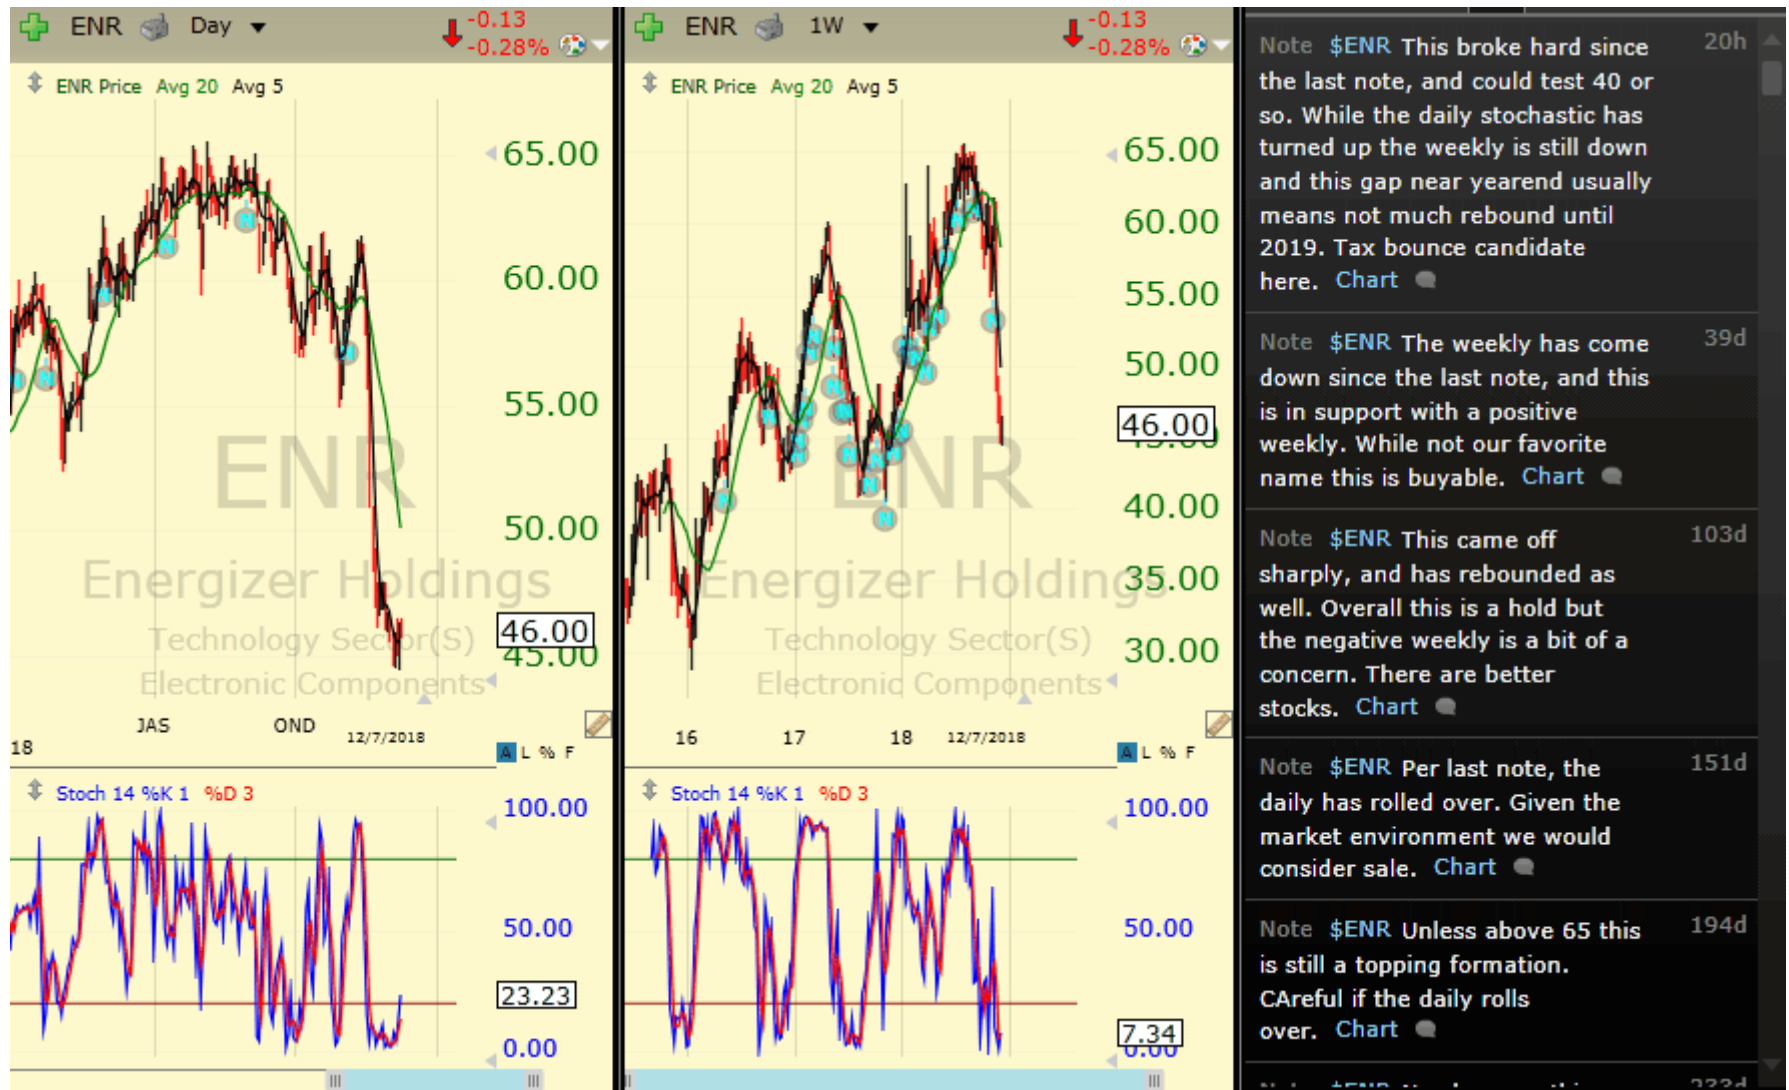 ENR Day
-0.13
-0.28%
ENR Price Avg 20 Avg 5
65.00
60.00
55.00
50.00
46.00
45.00
ENR
Energizer Holdings
Technology Sector(S)
Electronic Components
18 JAS OND 12/7/2018
A L % F
Stoch 14 %K 1 %D 3
100.00
50.00
23.23
0.00
ENR 1W
-0.13
-0.28%
ENR Price Avg 20 Avg 5
65.00
60.00
55.00
50.00
46.00
45.00
40.00
35.00
30.00
ENR
Energizer Holdings
Technology Sector(S)
Electronic Components
16 17 18 12/7/2018
A L % F
Stoch 14 %K 1 %D 3
100.00
50.00
7.34
0.00
Note $ENR This broke hard since 20h
the last note, and could test 40 or
so. While the daily stochastic has
turned up the weekly is still down
and this gap near yearend usually
means not much rebound until
2019. Tax bounce candidate
here. Chart
Note $ENR The weekly has come 39d
down since the last note, and this
is in support with a positive
weekly. While not our favorite
name this is buyable. Chart
Note $ENR This came off 103d
sharply, and has rebounded as
well. Overall this is a hold but
the negative weekly is a bit of a
concern. There are better
stocks. Chart
Note $ENR Per last note, the 151d
daily has rolled over. Given the
market environment we would
consider sale. Chart
Note $ENR Unless above 65 this 194d
is still a topping formation.
CAreful if the daily rolls
over. Chart